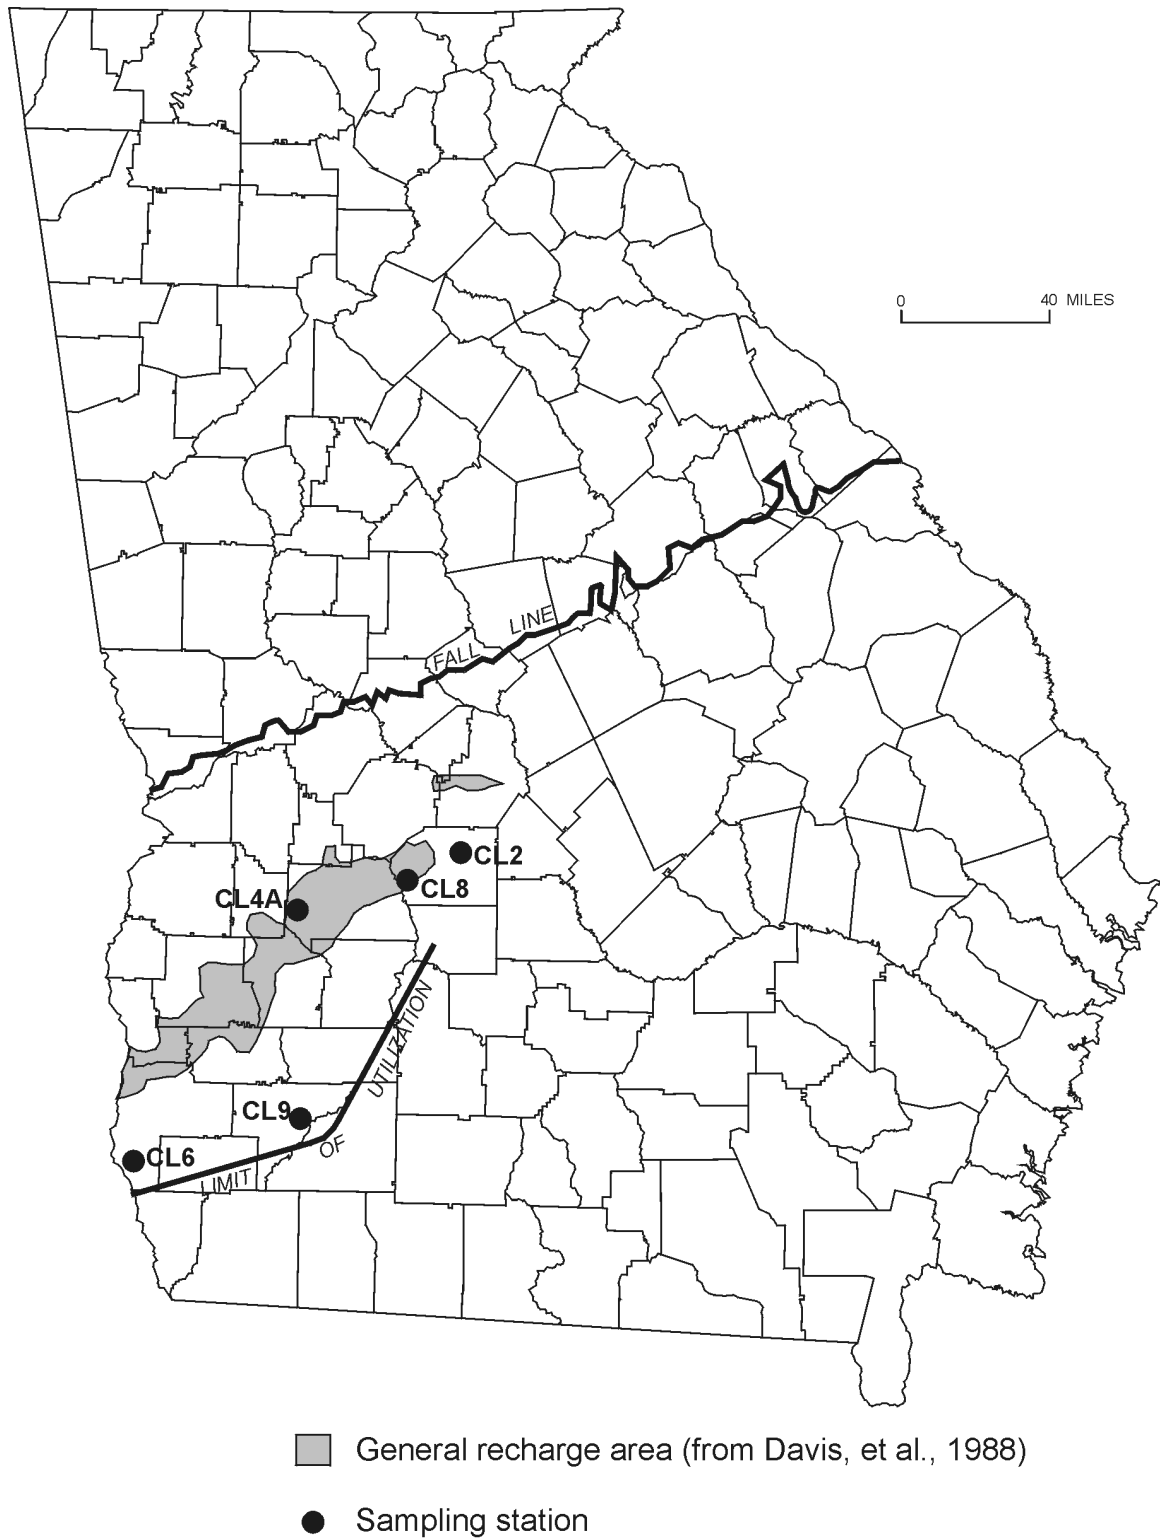 0 40 MILES
FALL LINE
CL2
CL8
CL4A
UTILIZATION
CL9
OF
CL6
LIMIT
General recharge area (from Davis, et al., 1988)
Sampling station